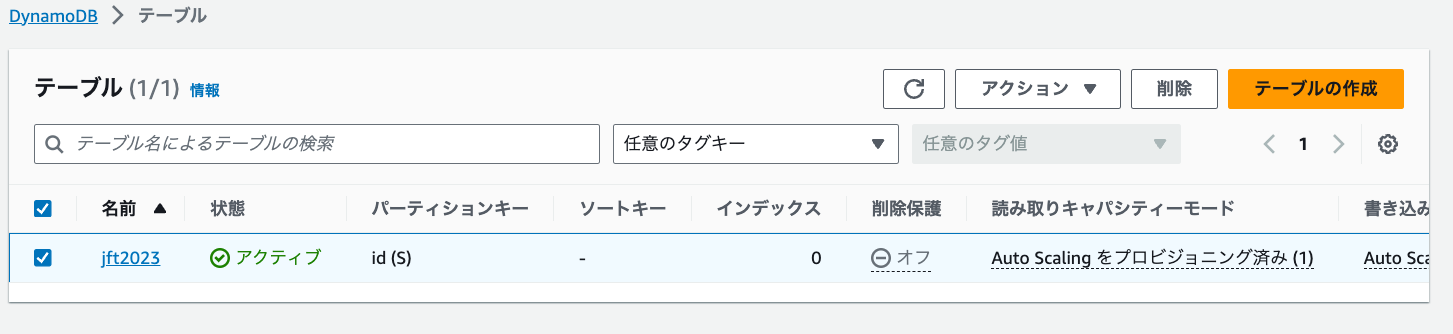 DynamoDB > テーブル
テーブル (1/1) 情報 アクション 削除 テーブルの作成
テーブル名によるテーブルの検索 任意のタグキー 任意のタグ値 1
名前 状態 パーティションキー ソートキー インデックス 削除保護 読み取りキャパシティーモード 書き込み
jft2023 アクティブ id (S) - 0 オフ Auto Scaling をプロビジョニング済み (1) Auto Sca